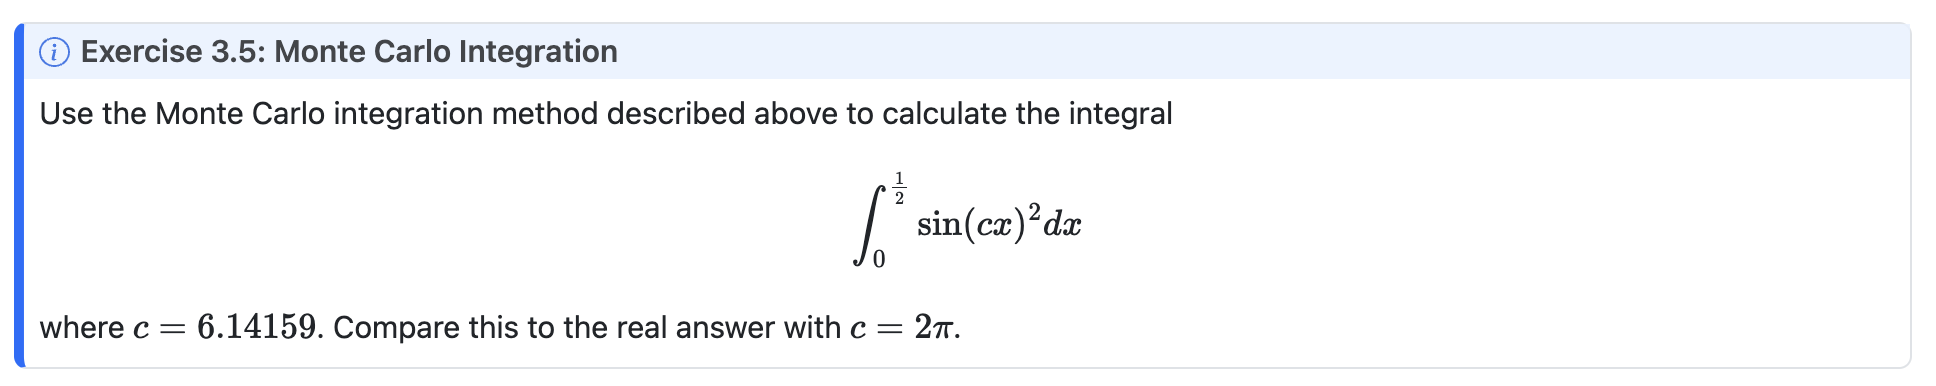 Exercise 3.5: Monte Carlo Integration
Use the Monte Carlo integration method described above to calculate the integral
∫₀^{1/2} sin(cx)² dx
where c = 6.14159. Compare this to the real answer with c = 2π.